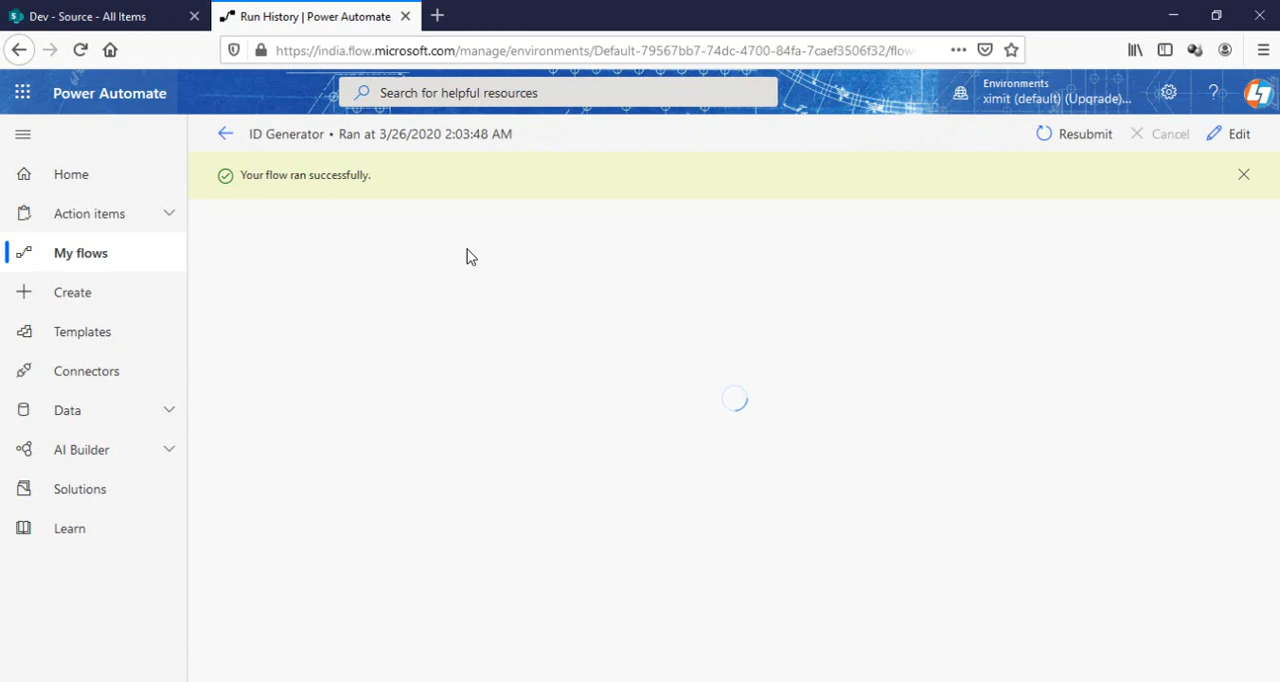 Dev - Source - All Items
Run History | Power Automate
https://india.flow.microsoft.com/manage/environments/Default-79567bb7-74dc-4700-84fa-7caef3506f32/flow
Power Automate
Search for helpful resources
Environments
ximit (default) (Upgrade)...
ID Generator • Ran at 3/26/2020 2:03:48 AM
Resubmit
Cancel
Edit
Your flow ran successfully.
Home
Action items
My flows
Create
Templates
Connectors
Data
AI Builder
Solutions
Learn